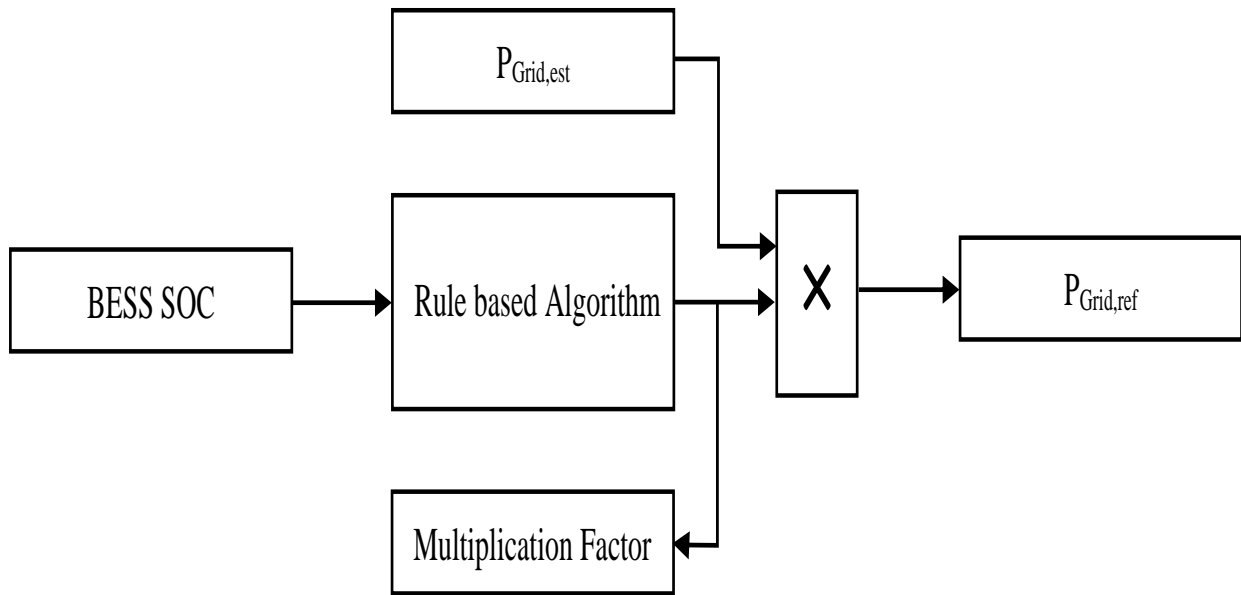 P_Grid,est
BESS SOC
Rule based Algorithm
X
P_Grid,ref
Multiplication Factor